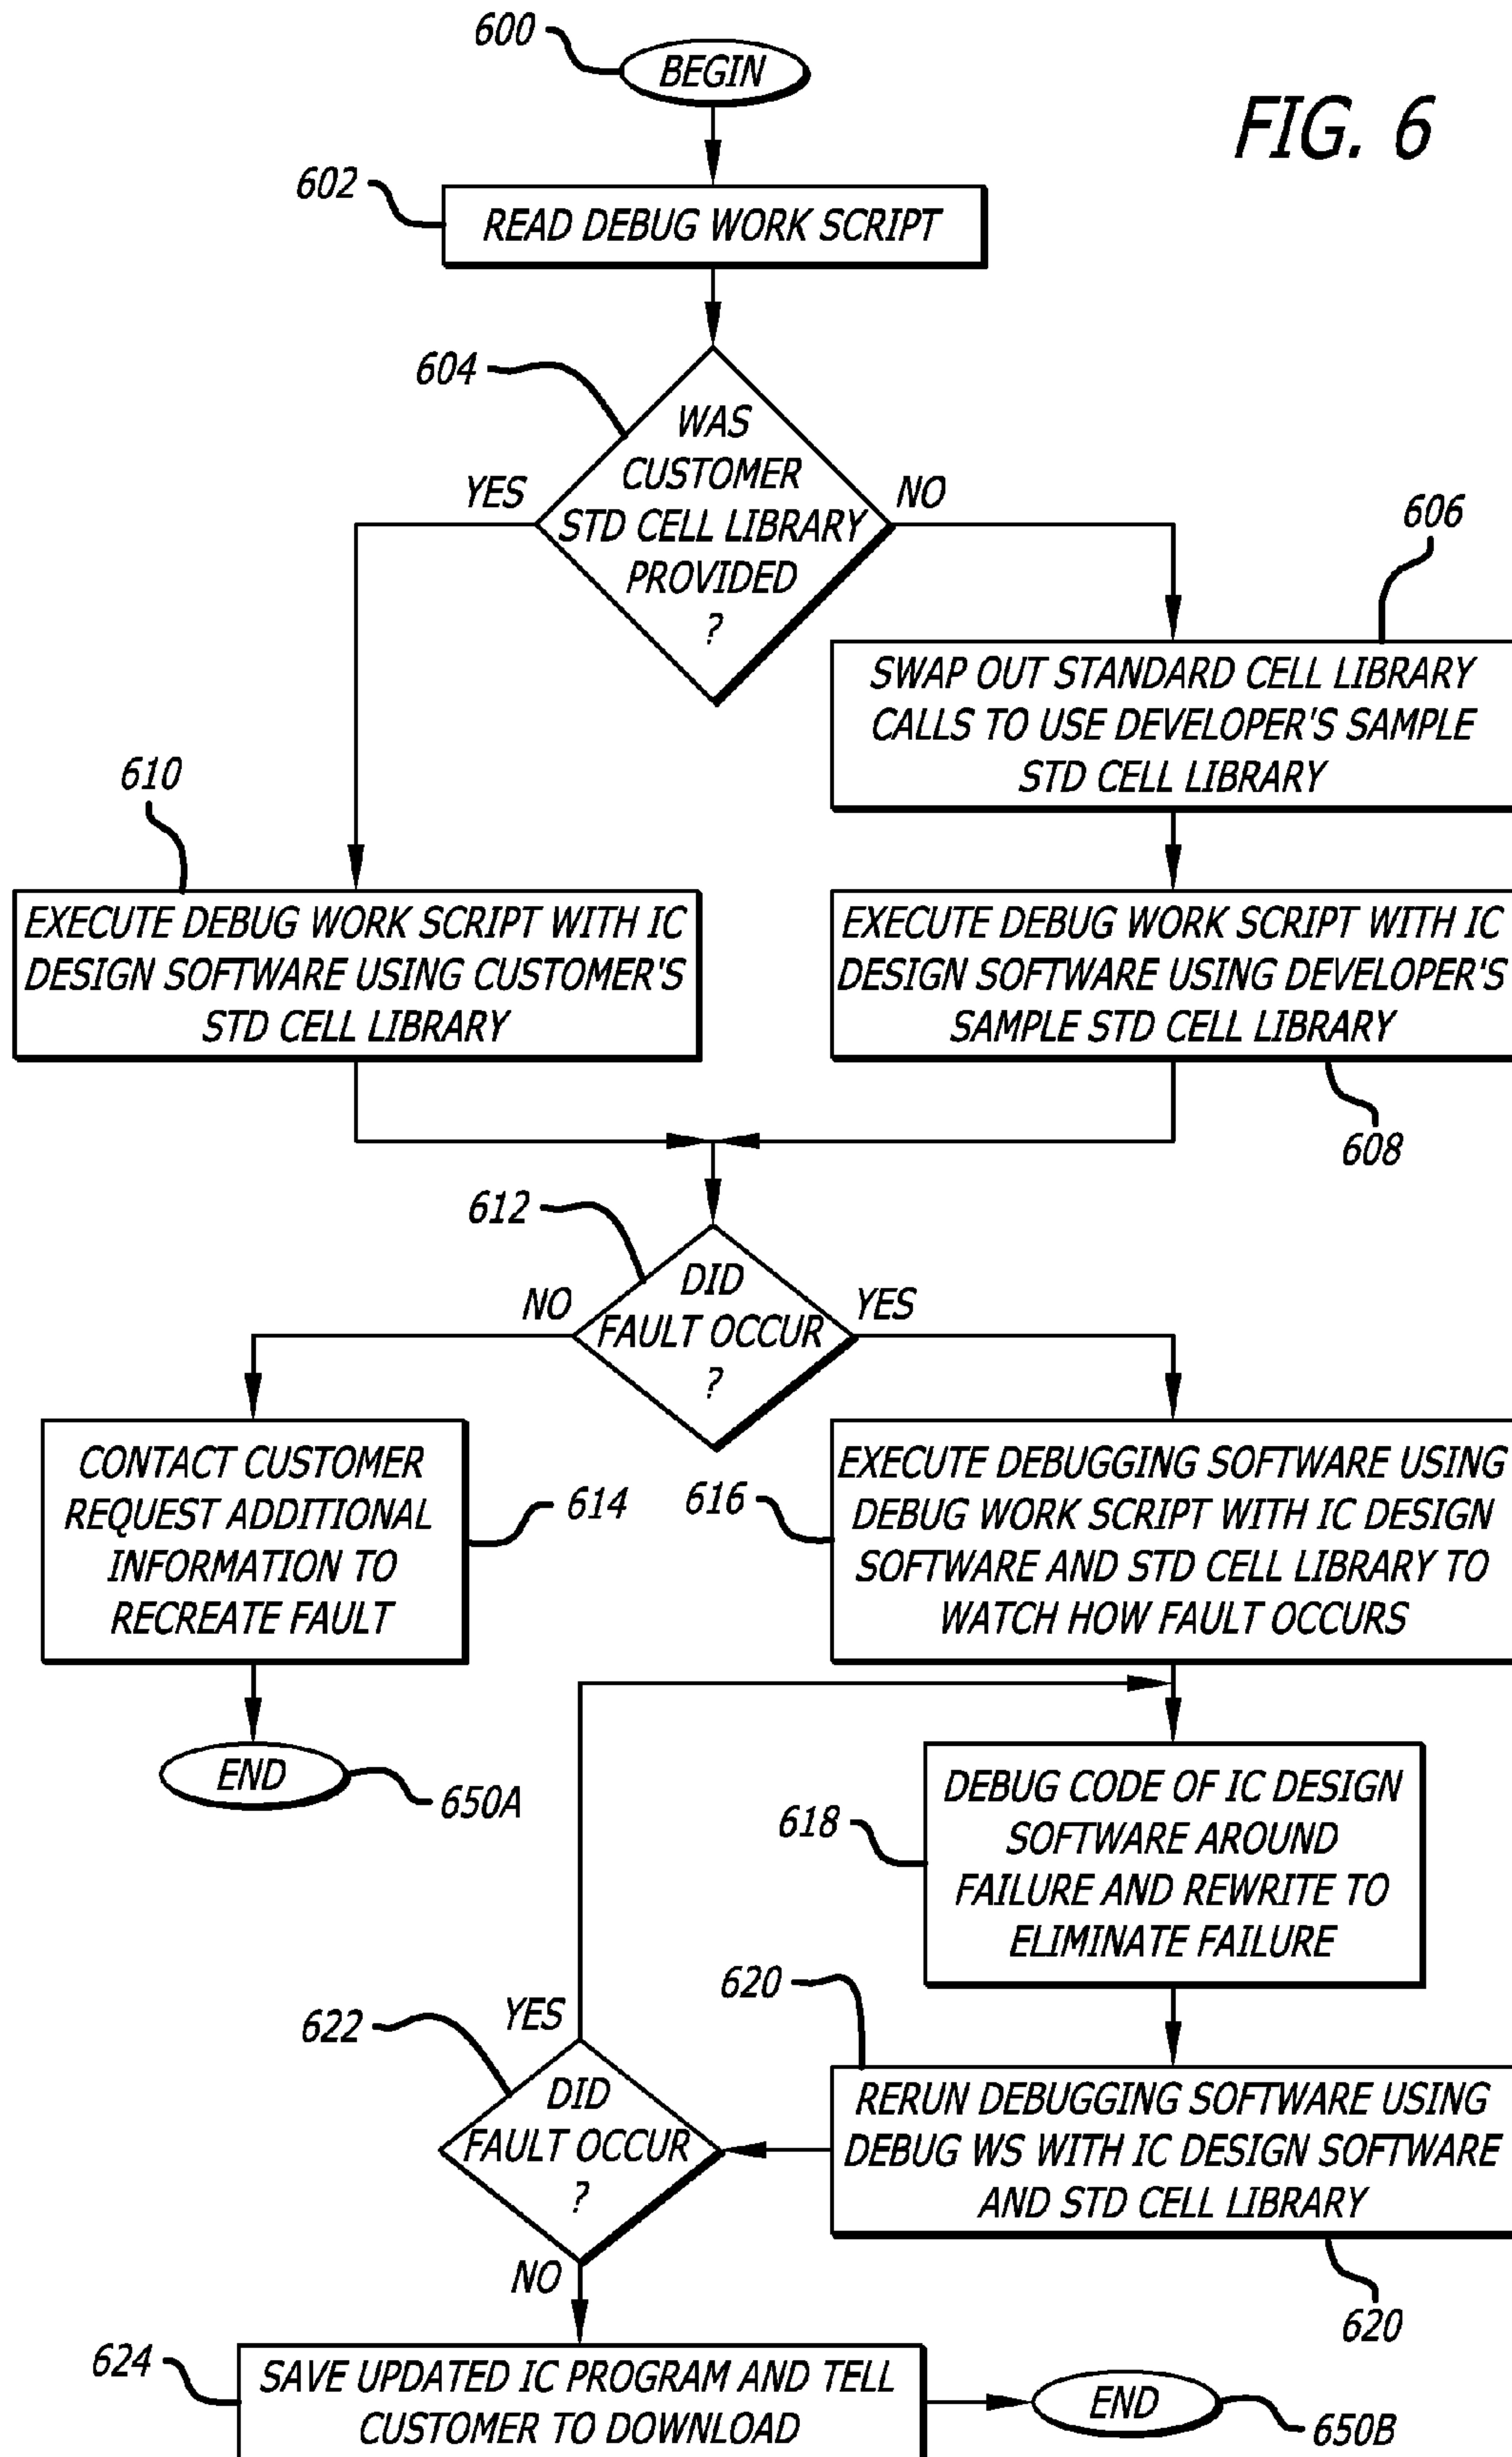 FIG. 6
600
BEGIN
602
READ DEBUG WORK SCRIPT
604
WAS
CUSTOMER
STD CELL LIBRARY
PROVIDED
?
YES
NO
606
SWAP OUT STANDARD CELL LIBRARY
CALLS TO USE DEVELOPER'S SAMPLE
STD CELL LIBRARY
610
EXECUTE DEBUG WORK SCRIPT WITH IC
DESIGN SOFTWARE USING CUSTOMER'S
STD CELL LIBRARY
EXECUTE DEBUG WORK SCRIPT WITH IC
DESIGN SOFTWARE USING DEVELOPER'S
SAMPLE STD CELL LIBRARY
608
612
DID
FAULT OCCUR
?
NO
YES
CONTACT CUSTOMER
REQUEST ADDITIONAL
INFORMATION TO
RECREATE FAULT
614
616
EXECUTE DEBUGGING SOFTWARE USING
DEBUG WORK SCRIPT WITH IC DESIGN
SOFTWARE AND STD CELL LIBRARY TO
WATCH HOW FAULT OCCURS
END
650A
618
DEBUG CODE OF IC DESIGN
SOFTWARE AROUND
FAILURE AND REWRITE TO
ELIMINATE FAILURE
620
RERUN DEBUGGING SOFTWARE USING
DEBUG WS WITH IC DESIGN SOFTWARE
AND STD CELL LIBRARY
620
622
YES
DID
FAULT OCCUR
?
NO
624
SAVE UPDATED IC PROGRAM AND TELL
CUSTOMER TO DOWNLOAD
END
650B